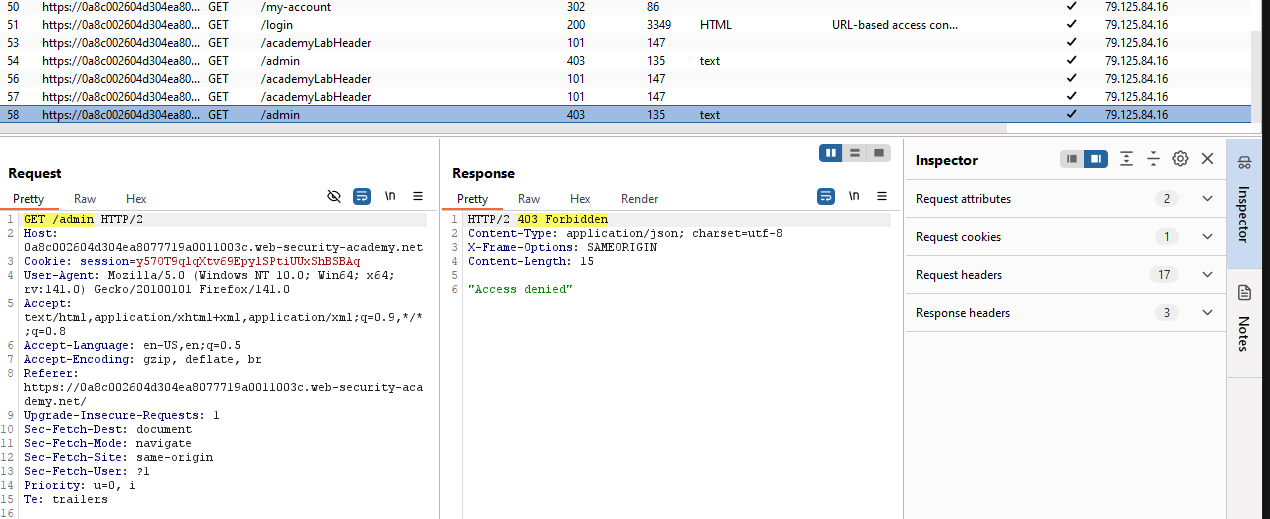 50 https://0a8c002604d304ea80... GET /my-account 302 86 79.125.84.16
51 https://0a8c002604d304ea80... GET /login 200 3349 HTML URL-based access con... 79.125.84.16
53 https://0a8c002604d304ea80... GET /academyLabHeader 101 147 79.125.84.16
54 https://0a8c002604d304ea80... GET /admin 403 135 text 79.125.84.16
56 https://0a8c002604d304ea80... GET /academyLabHeader 101 147 79.125.84.16
57 https://0a8c002604d304ea80... GET /academyLabHeader 101 147 79.125.84.16
58 https://0a8c002604d304ea80... GET /admin 403 135 text 79.125.84.16
Request
Pretty Raw Hex \n
1 GET /admin HTTP/2
2 Host:
0a8c002604d304ea8077719a0011003c.web-security-academy.net
3 Cookie: session=y570T9qlqXtv69EpylSPtiUUxShBSBAq
4 User-Agent: Mozilla/5.0 (Windows NT 10.0; Win64; x64;
rv:141.0) Gecko/20100101 Firefox/141.0
5 Accept:
text/html,application/xhtml+xml,application/xml;q=0.9,*/*
;q=0.8
6 Accept-Language: en-US,en;q=0.5
7 Accept-Encoding: gzip, deflate, br
8 Referer:
https://0a8c002604d304ea8077719a0011003c.web-security-aca
demy.net/
9 Upgrade-Insecure-Requests: 1
10 Sec-Fetch-Dest: document
11 Sec-Fetch-Mode: navigate
12 Sec-Fetch-Site: same-origin
13 Sec-Fetch-User: ?1
14 Priority: u=0, i
15 Te: trailers
16
Response
Pretty Raw Hex Render \n
1 HTTP/2 403 Forbidden
2 Content-Type: application/json; charset=utf-8
3 X-Frame-Options: SAMEORIGIN
4 Content-Length: 15
5
6 "Access denied"
Inspector
Request attributes 2
Request cookies 1
Request headers 17
Response headers 3
Inspector
Notes